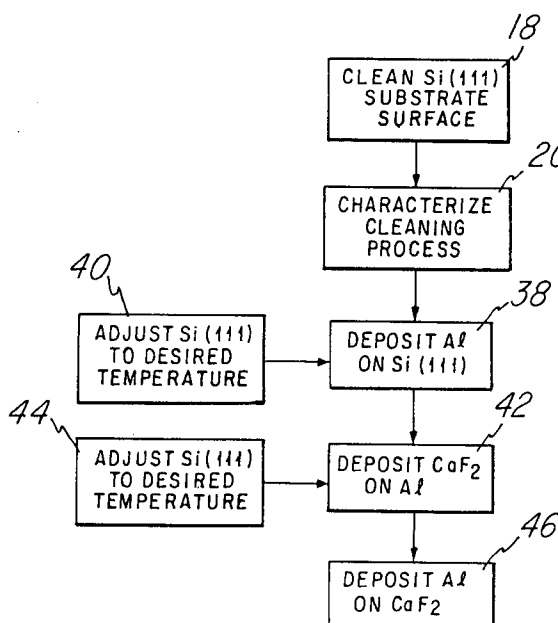 18
CLEAN Si(111)
SUBSTRATE
SURFACE
20
CHARACTERIZE
CLEANING
PROCESS
40
ADJUST Si(111)
TO DESIRED
TEMPERATURE
38
DEPOSIT Al
ON Si(111)
44
ADJUST Si(111)
TO DESIRED
TEMPERATURE
42
DEPOSIT CaF2
ON Al
46
DEPOSIT Al
ON CaF2